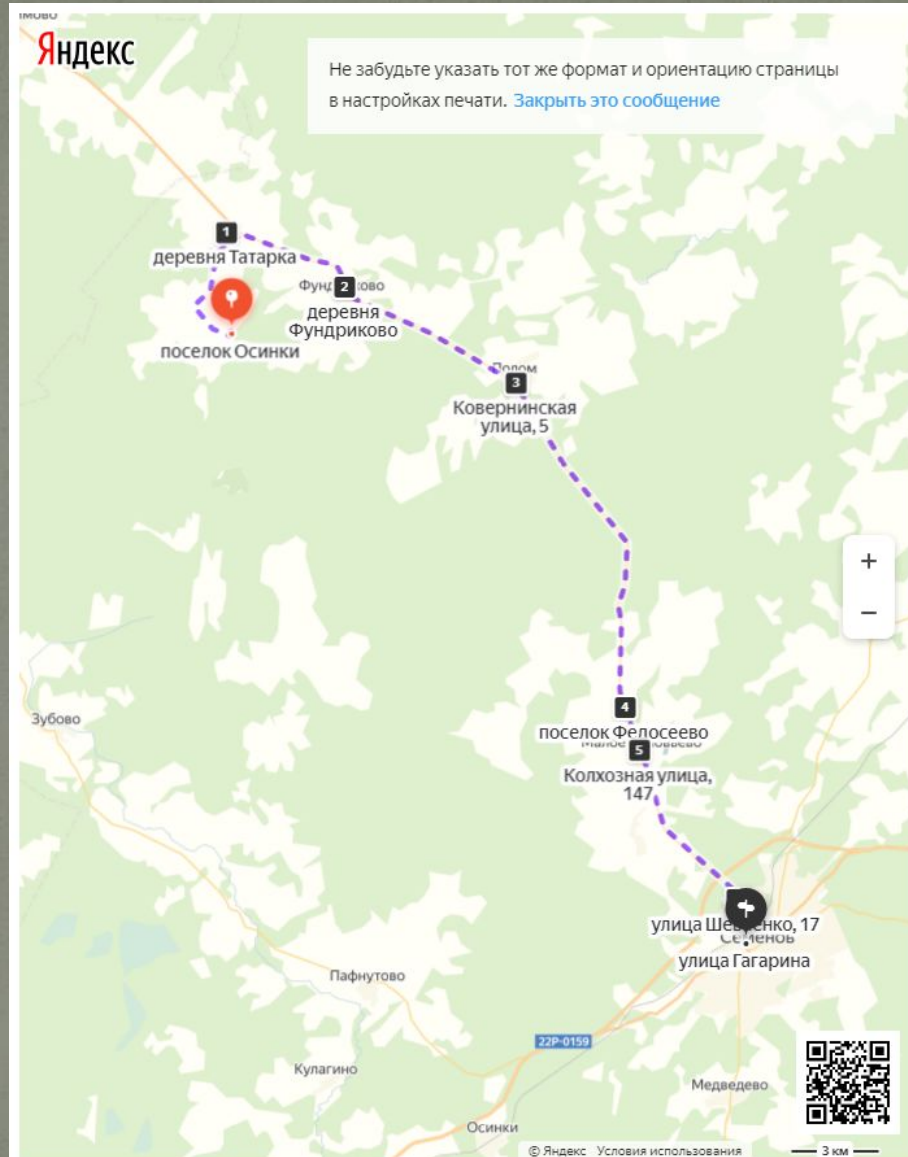 Яндекс
Не забудьте указать тот же формат и ориентацию страницы
в настройках печати. Закрыть это сообщение
1
деревня Татарка
2
деревня
Фундриково
поселок Осинки
3
Ковернинская
улица, 5
+
−
4
поселок Федосеево
Зубово
5
Колхозная улица,
147
улица Шевченко, 17
Семенов
улица Гагарина
Пафнутово
22Р-0159
Кулагино
Медведево
Осинки
© Яндекс Условия использования
3 км